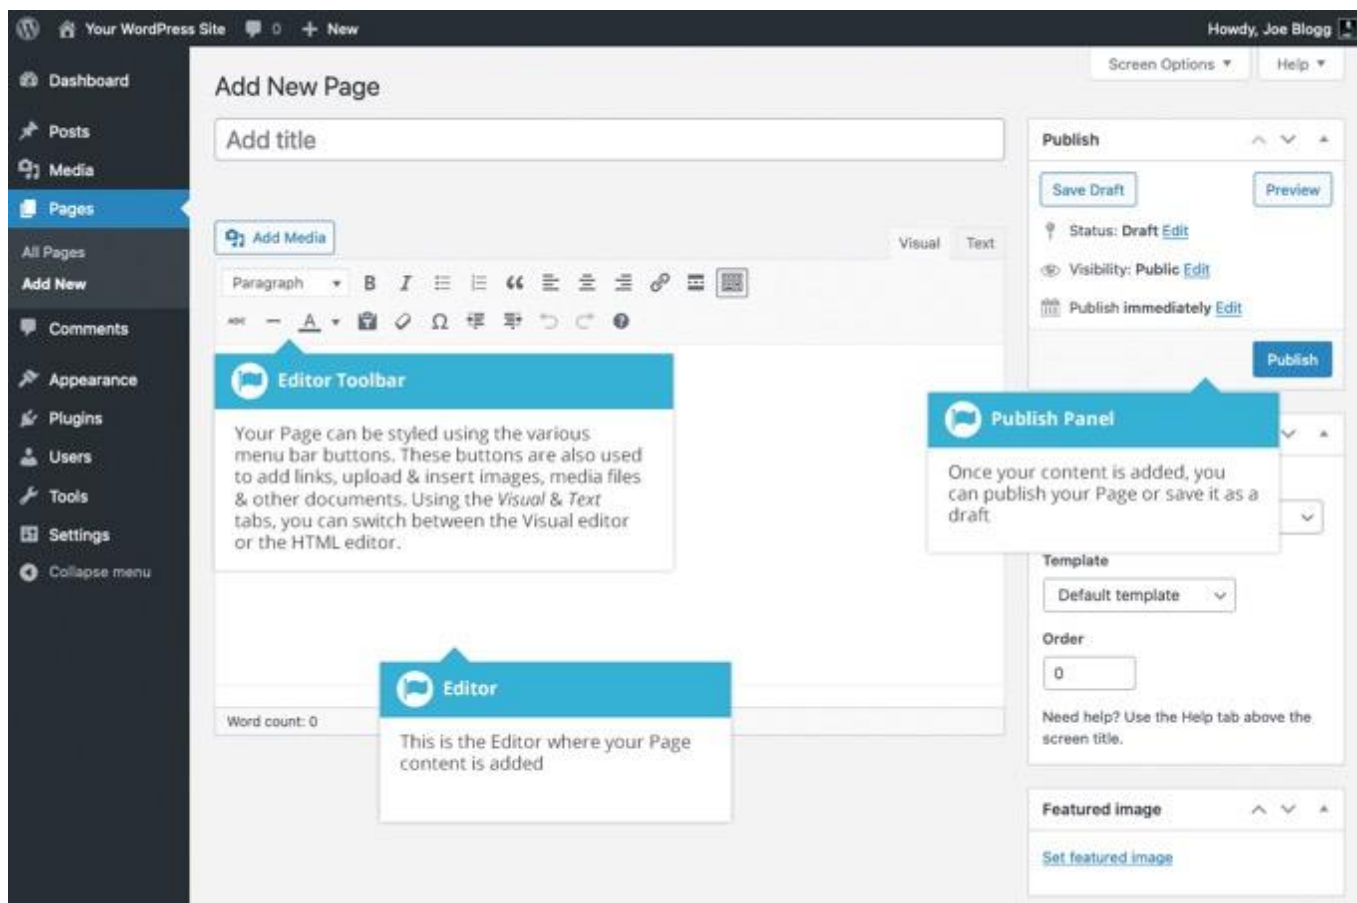 Your WordPress Site 0 + New Howdy, Joe Blogg
Screen Options Help
Dashboard
Posts
Media
Pages
All Pages
Add New
Comments
Appearance
Plugins
Users
Tools
Settings
Collapse menu
Add New Page
Add title
Add Media
Visual Text
Paragraph B I
ABC A Ω
Editor Toolbar
Your Page can be styled using the various
menu bar buttons. These buttons are also used
to add links, upload & insert images, media files
& other documents. Using the Visual & Text
tabs, you can switch between the Visual editor
or the HTML editor.
Editor
This is the Editor where your Page
content is added
Word count: 0
Publish
Save Draft Preview
Status: Draft Edit
Visibility: Public Edit
Publish immediately Edit
Publish
Publish Panel
Once your content is added, you
can publish your Page or save it as a
draft
Template
Default template
Order
0
Need help? Use the Help tab above the
screen title.
Featured image
Set featured image